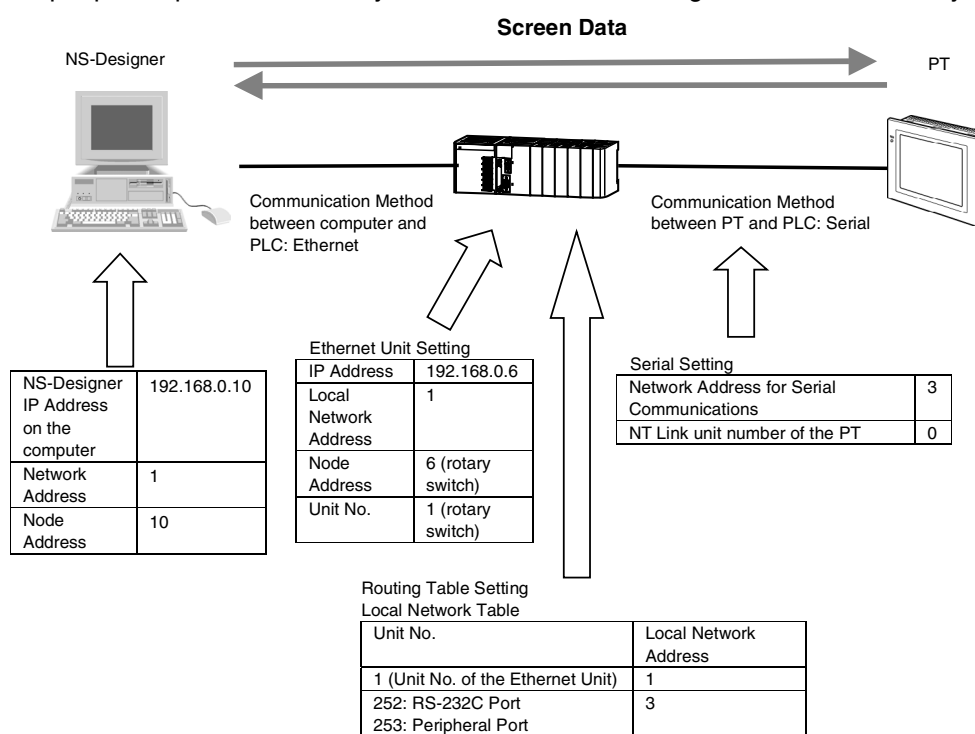 Screen Data
NS-Designer
PT
Communication Method
between computer and
PLC: Ethernet
Communication Method
between PT and PLC: Serial
NS-Designer
IP Address
on the
computer
192.168.0.10
Network
Address
1
Node
Address
10
Ethernet Unit Setting
IP Address
192.168.0.6
Local
Network
Address
1
Node
Address
6 (rotary
switch)
Unit No.
1 (rotary
switch)
Serial Setting
Network Address for Serial
Communications
3
NT Link unit number of the PT
0
Routing Table Setting
Local Network Table
Unit No.
Local Network
Address
1 (Unit No. of the Ethernet Unit)
1
252: RS-232C Port
253: Peripheral Port
3